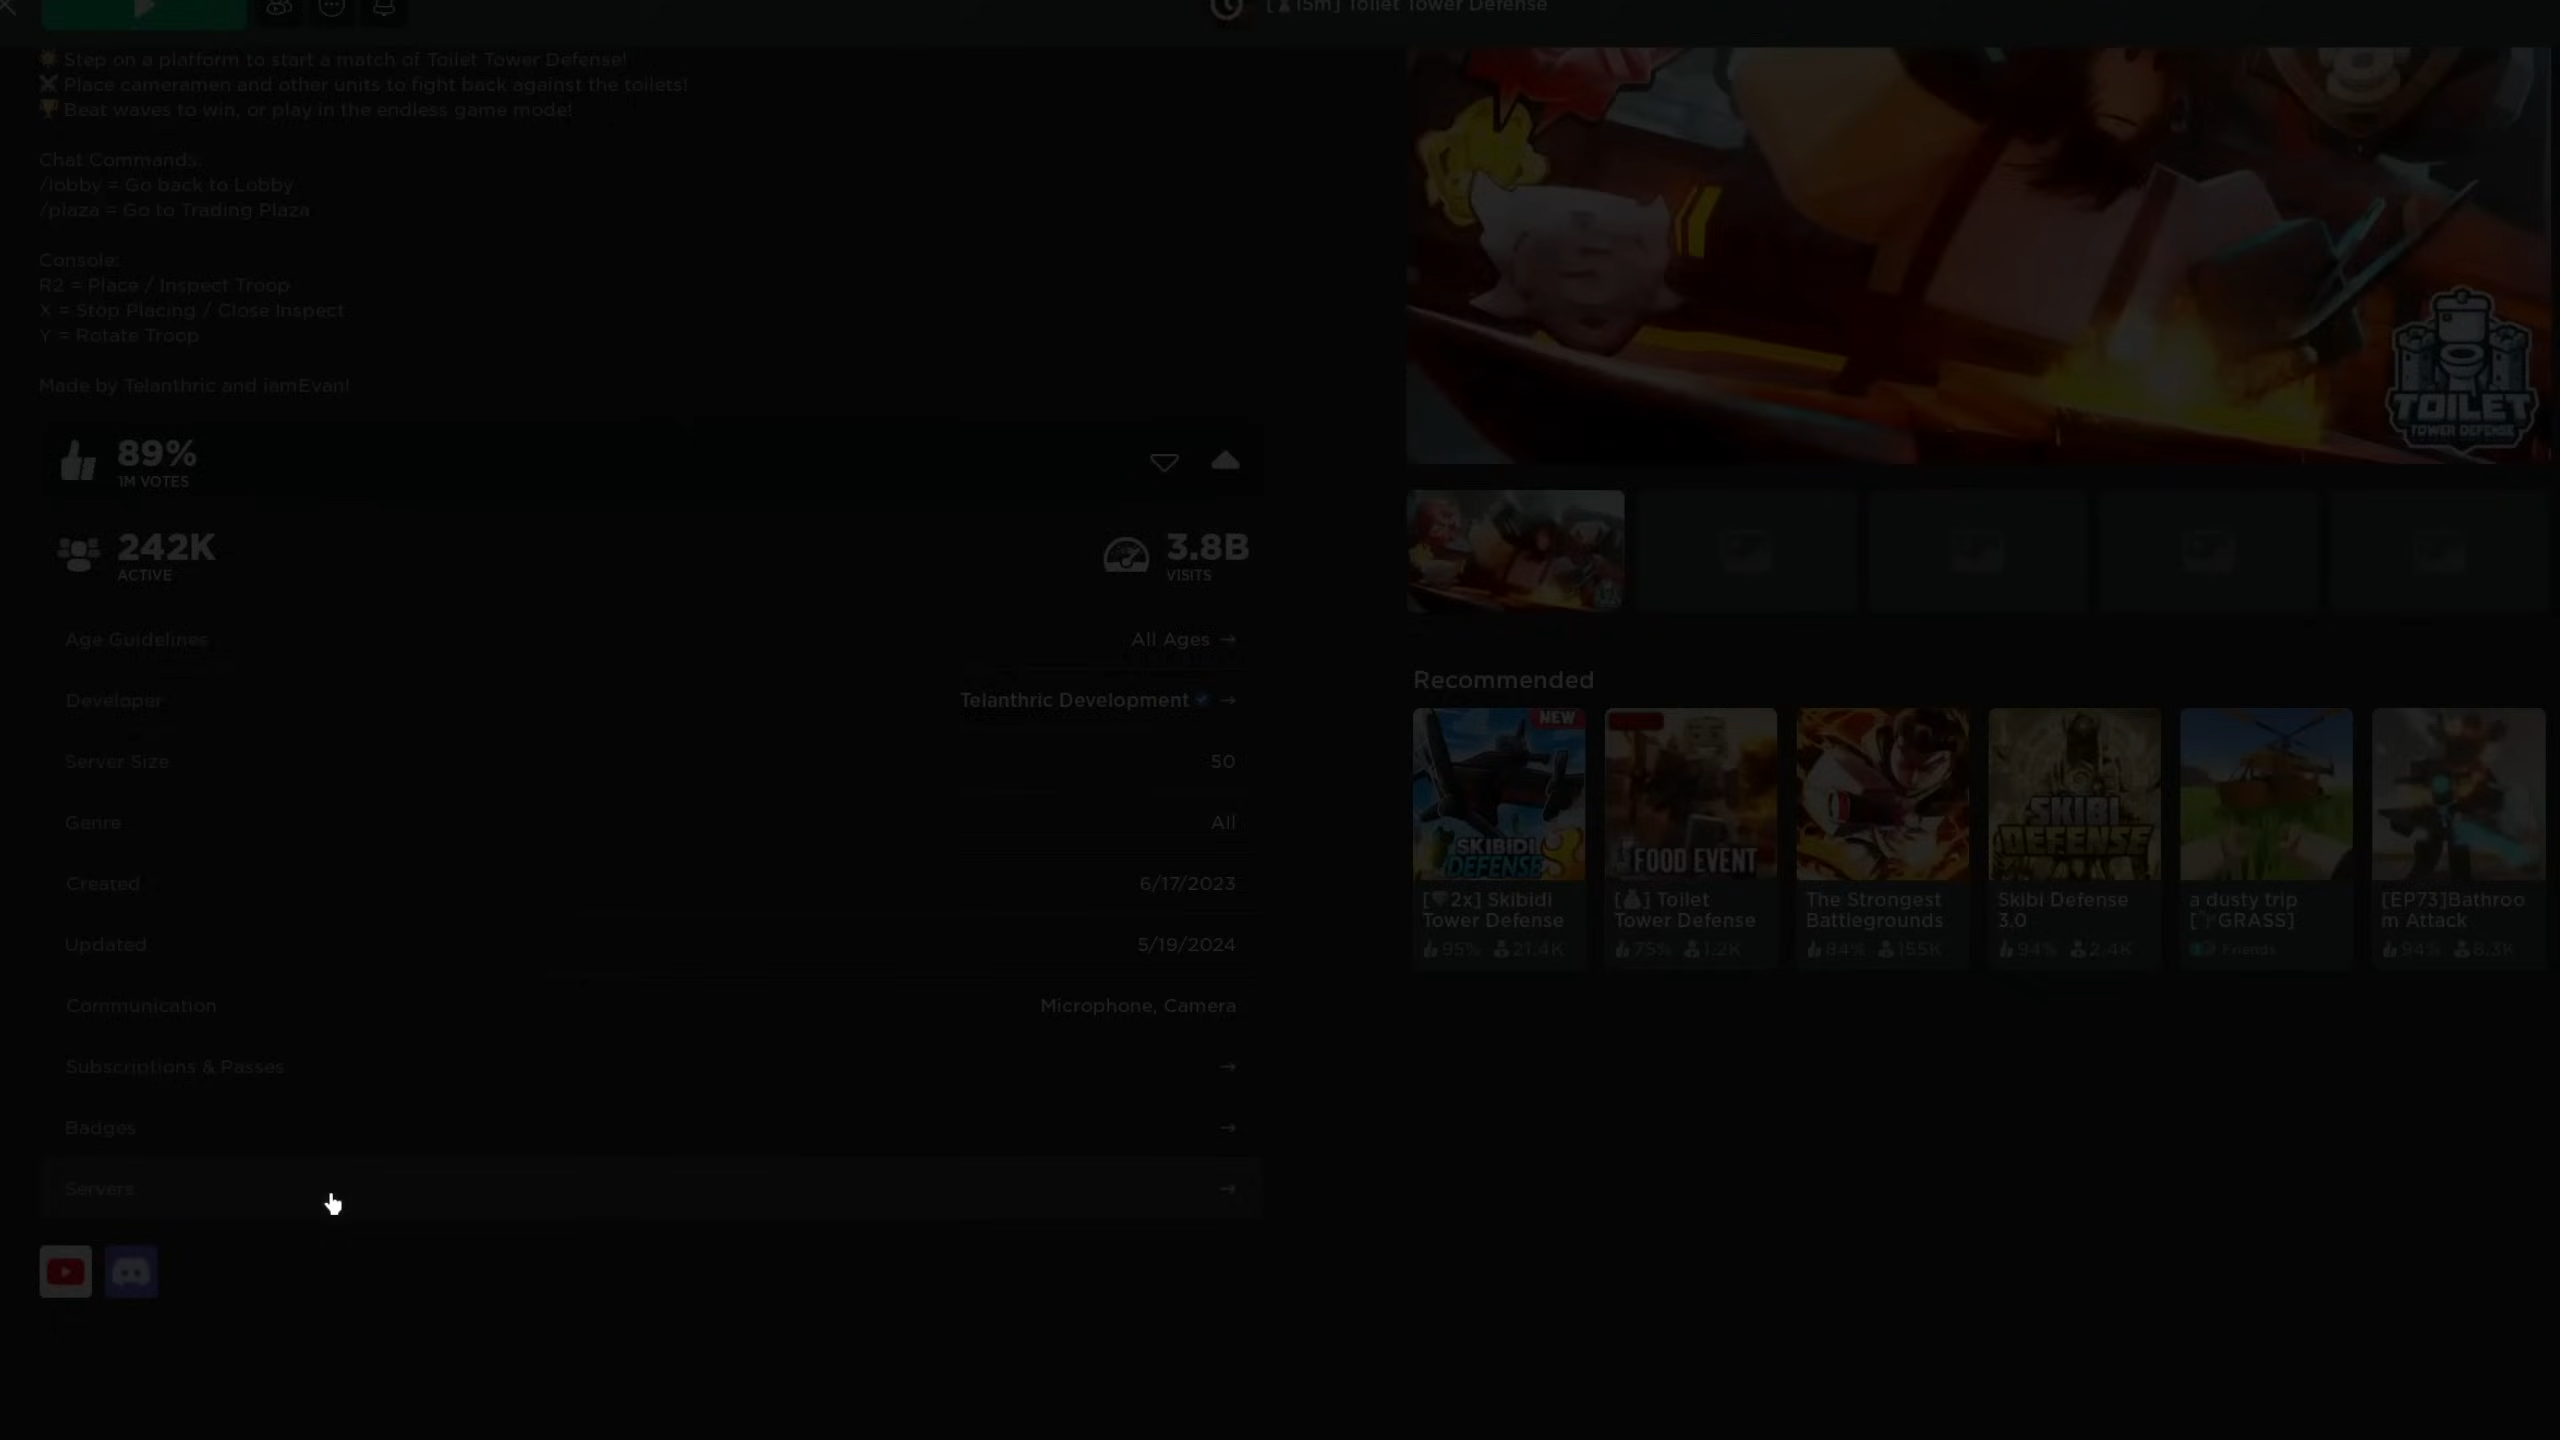 15m] Toilet Tower Defense
Step on a platform to start a match of Toilet Tower Defense!
Place cameramen and other units to fight back against the toilets!
Beat waves to win, or play in the endless game mode!
Chat Commands:
/lobby = Go back to Lobby
/plaza = Go to Trading Plaza
Console:
R2 = Place / Inspect Troop
X = Stop Placing / Close Inspect
Y = Rotate Troop
Made by Telanthric and iamEvan!
89%
1M VOTES
242K
ACTIVE
3.8B
VISITS
Age Guidelines
All Ages →
Developer
Telanthric Development →
Server Size
50
Genre
All
Created
6/17/2023
Updated
5/19/2024
Communication
Microphone, Camera
Subscriptions & Passes →
Badges →
Servers →
TOILET
TOWER DEFENSE
Recommended
NEW
SKIBIDI
DEFENSE
[2x] Skibidi
Tower Defense
95% 21.4K
FOOD EVENT
[] Toilet
Tower Defense
75% 1.2K
The Strongest
Battlegrounds
84% 155K
SKIBI
DEFENSE
Skibi Defense
3.0
94% 2.4K
a dusty trip
[GRASS]
Friends
[EP73]Bathroo
m Attack
94% 8.3K